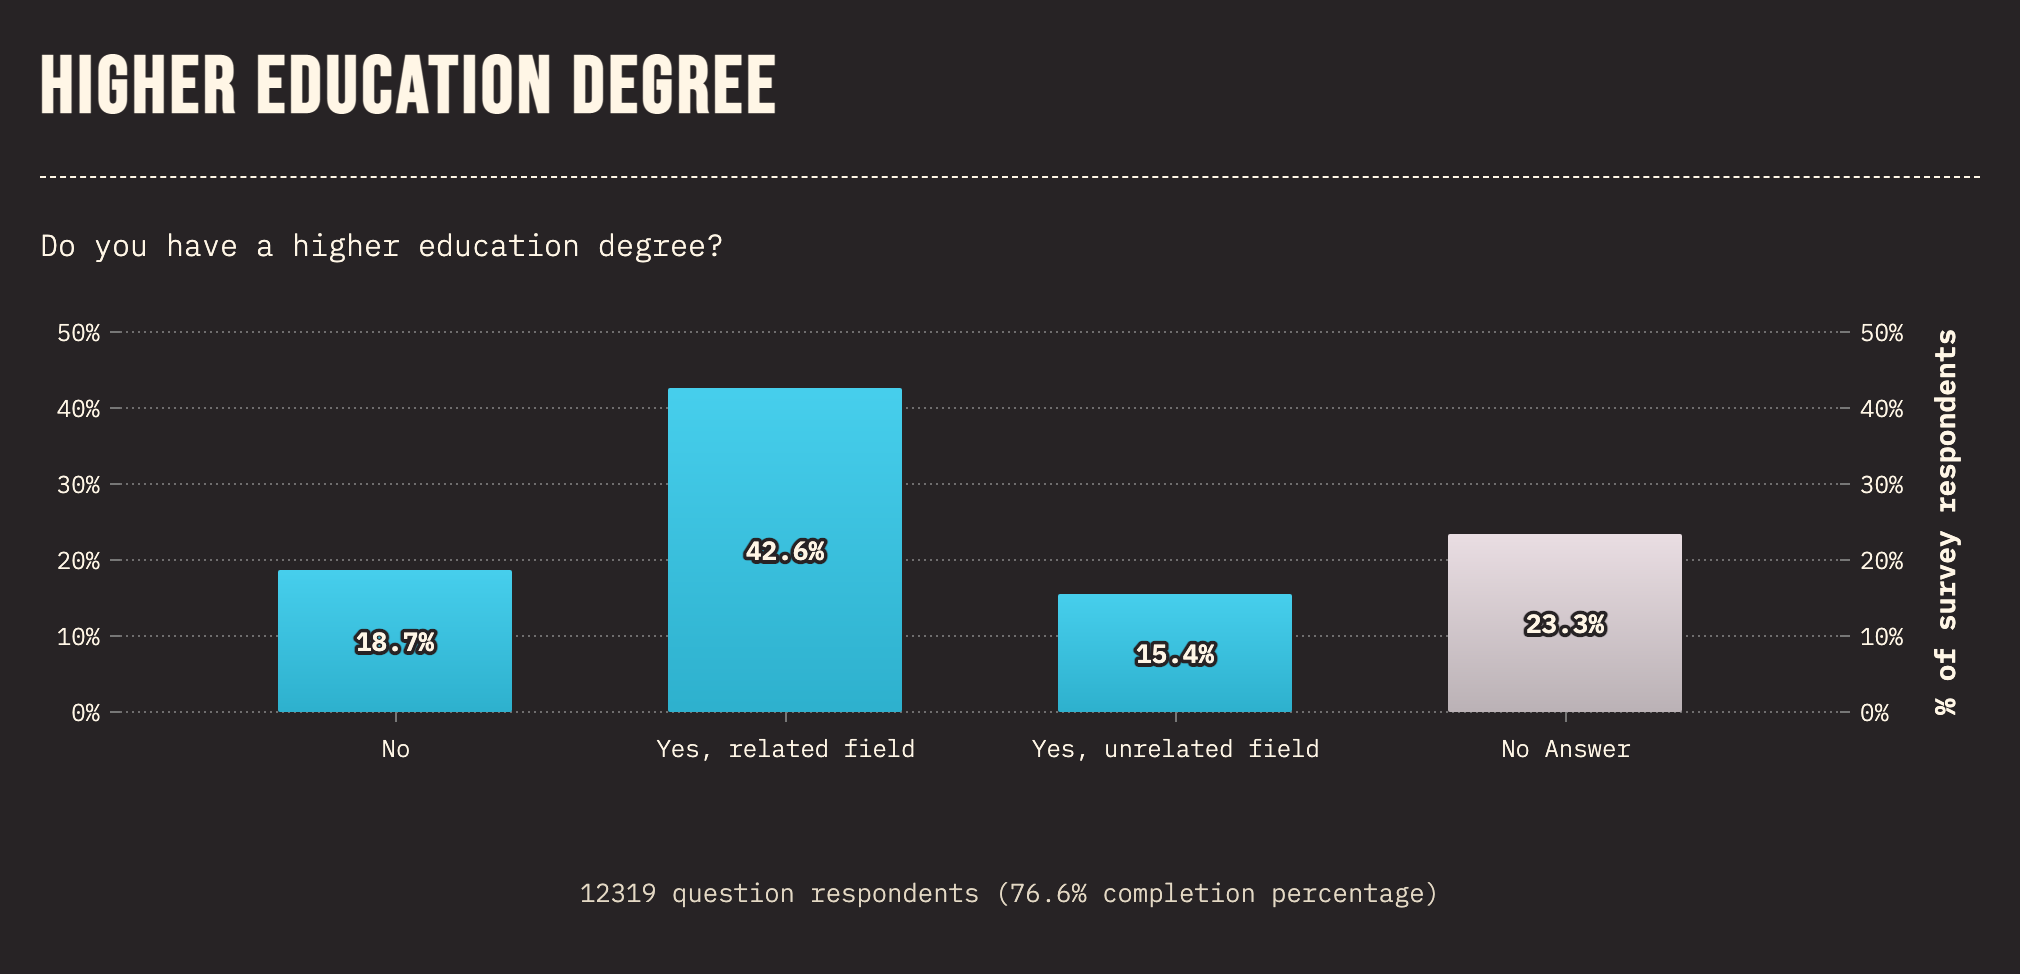 HIGHER EDUCATION DEGREE
Do you have a higher education degree?
50%
40%
30%
20%
10%
0%
50%
40%
30%
20%
10%
0%
% of survey respondents
18.7%
42.6%
15.4%
23.3%
No
Yes, related field
Yes, unrelated field
No Answer
12319 question respondents (76.6% completion percentage)